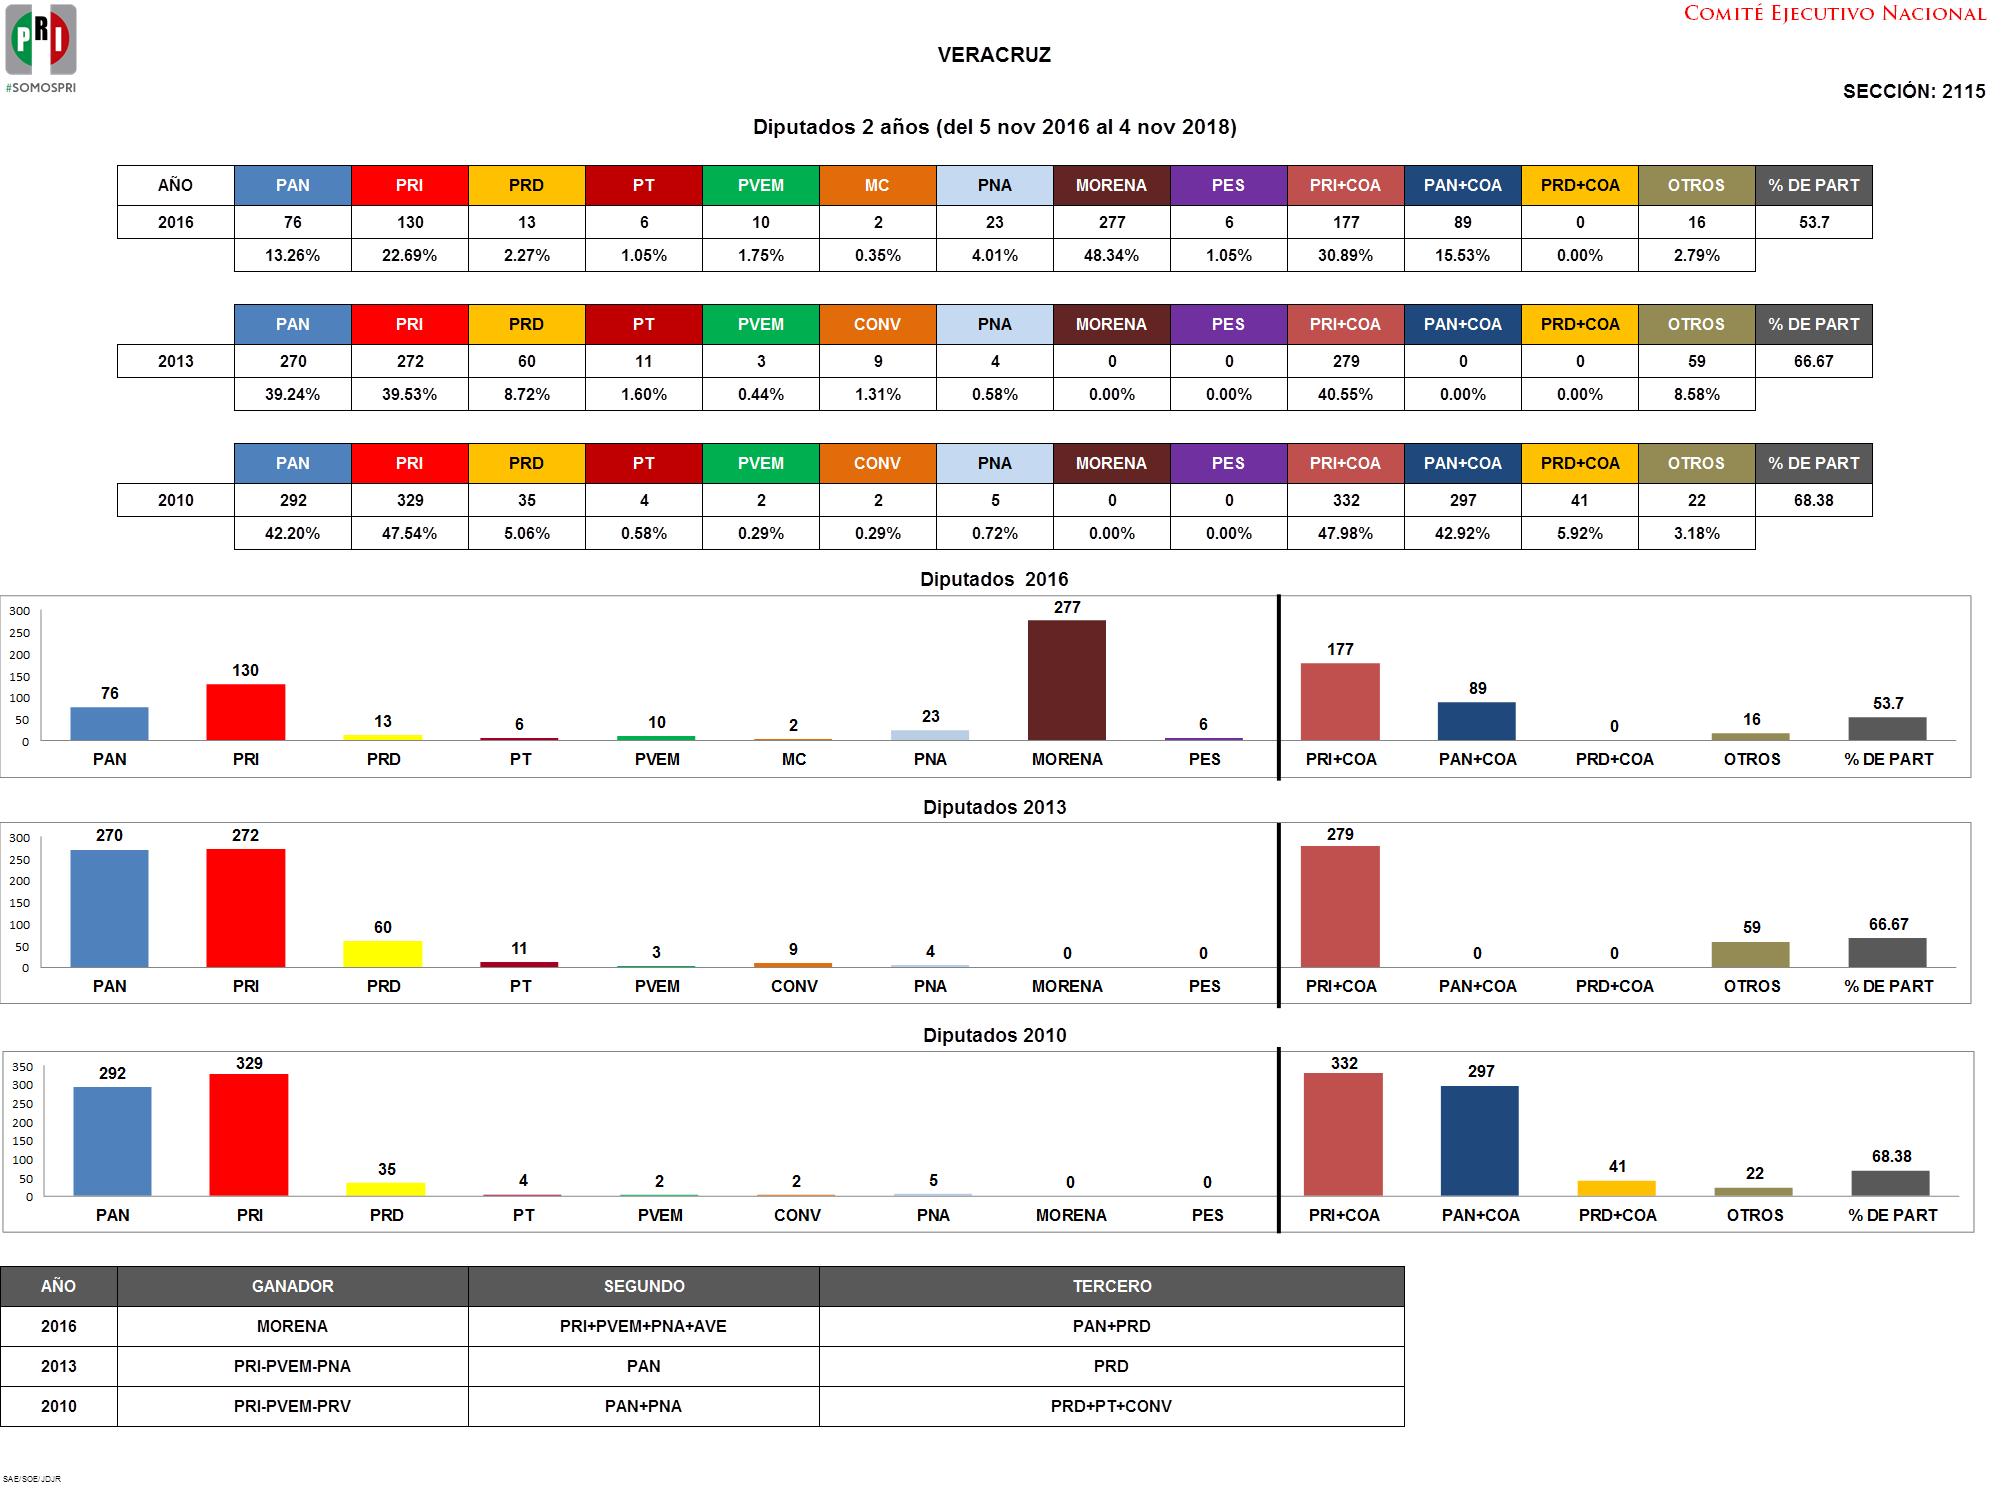 COMITÉ EJECUTIVO NACIONAL
PRI
#SOMOSPRI
VERACRUZ
SECCIÓN: 2115
Diputados 2 años (del 5 nov 2016 al 4 nov 2018)
AÑO PAN PRI PRD PT PVEM MC PNA MORENA PES PRI+COA PAN+COA PRD+COA OTROS % DE PART
2016 76 130 13 6 10 2 23 277 6 177 89 0 16 53.7
13.26% 22.69% 2.27% 1.05% 1.75% 0.35% 4.01% 48.34% 1.05% 30.89% 15.53% 0.00% 2.79%
PAN PRI PRD PT PVEM CONV PNA MORENA PES PRI+COA PAN+COA PRD+COA OTROS % DE PART
2013 270 272 60 11 3 9 4 0 0 279 0 0 59 66.67
39.24% 39.53% 8.72% 1.60% 0.44% 1.31% 0.58% 0.00% 0.00% 40.55% 0.00% 0.00% 8.58%
PAN PRI PRD PT PVEM CONV PNA MORENA PES PRI+COA PAN+COA PRD+COA OTROS % DE PART
2010 292 329 35 4 2 2 5 0 0 332 297 41 22 68.38
42.20% 47.54% 5.06% 0.58% 0.29% 0.29% 0.72% 0.00% 0.00% 47.98% 42.92% 5.92% 3.18%
Diputados 2016
300
250
200
150
100
50
0
76 130 13 6 10 2 23 277 6 177 89 0 16 53.7
PAN PRI PRD PT PVEM MC PNA MORENA PES PRI+COA PAN+COA PRD+COA OTROS % DE PART
Diputados 2013
300
250
200
150
100
50
0
270 272 60 11 3 9 4 0 0 279 0 0 59 66.67
PAN PRI PRD PT PVEM CONV PNA MORENA PES PRI+COA PAN+COA PRD+COA OTROS % DE PART
Diputados 2010
350
300
250
200
150
100
50
0
292 329 35 4 2 2 5 0 0 332 297 41 22 68.38
PAN PRI PRD PT PVEM CONV PNA MORENA PES PRI+COA PAN+COA PRD+COA OTROS % DE PART
AÑO GANADOR SEGUNDO TERCERO
2016 MORENA PRI+PVEM+PNA+AVE PAN+PRD
2013 PRI-PVEM-PNA PAN PRD
2010 PRI-PVEM-PRV PAN+PNA PRD+PT+CONV
SAE/SOE/JDJR